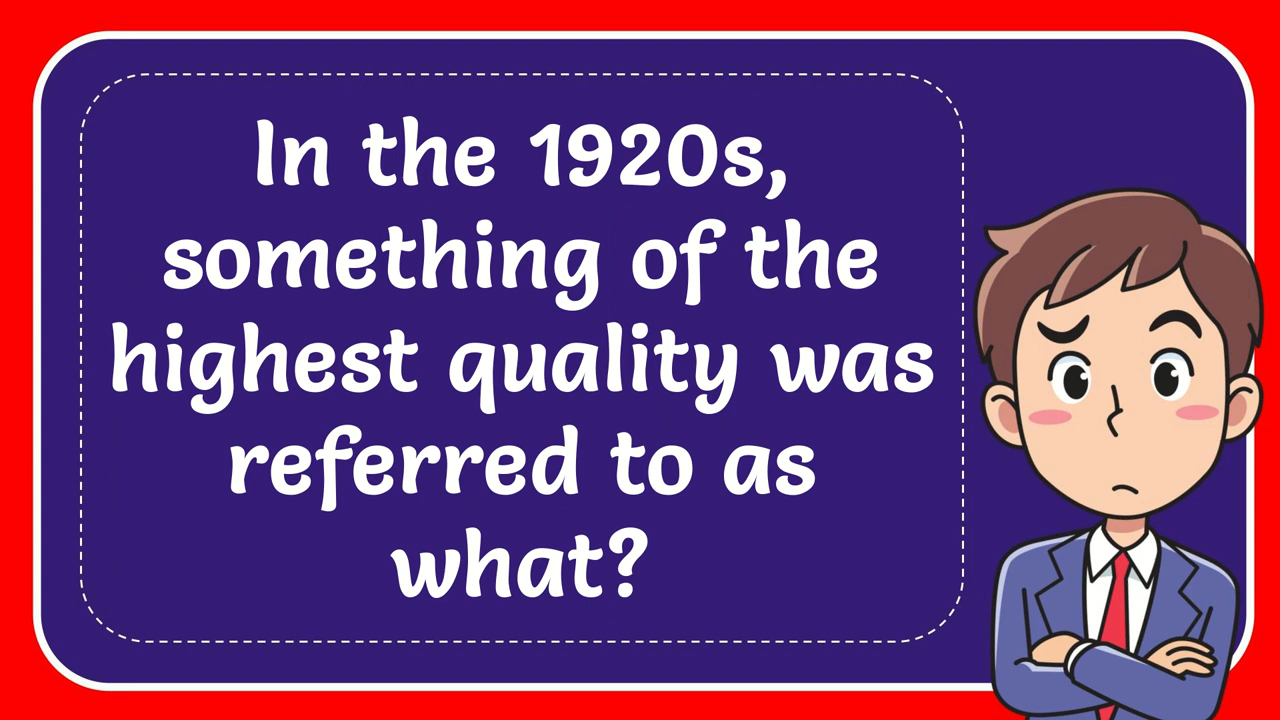 In the 1920s,
something of the
highest quality was
referred to as
what?